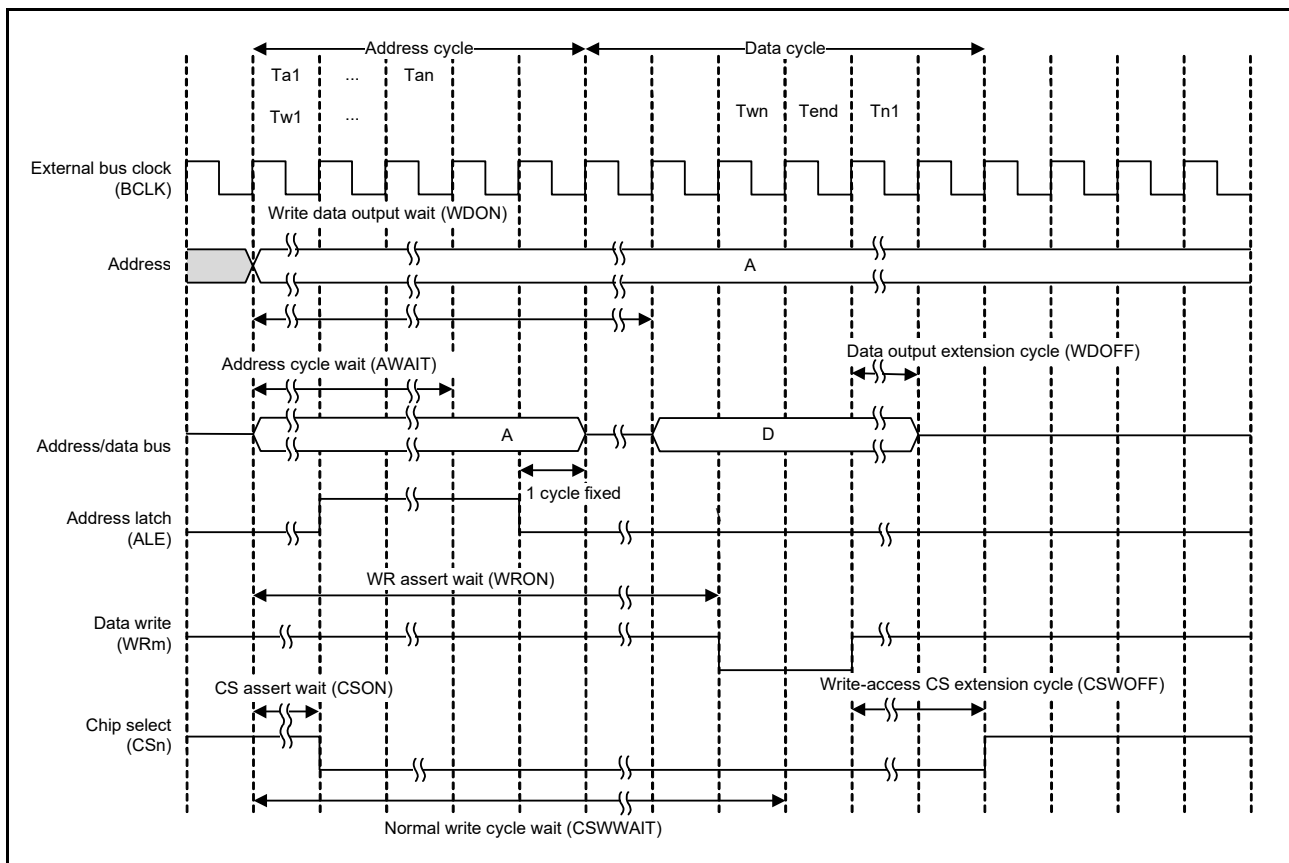 Address cycle
Data cycle
Ta1 ... Tan
Tw1 ... Twn Tend Tn1
External bus clock
(BCLK)
Write data output wait (WDON)
Address
A
Address cycle wait (AWAIT)
Data output extension cycle (WDOFF)
Address/data bus
A
D
1 cycle fixed
Address latch
(ALE)
WR assert wait (WRON)
Data write
(WRm)
CS assert wait (CSON)
Write-access CS extension cycle (CSWOFF)
Chip select
(CSn)
Normal write cycle wait (CSWWAIT)